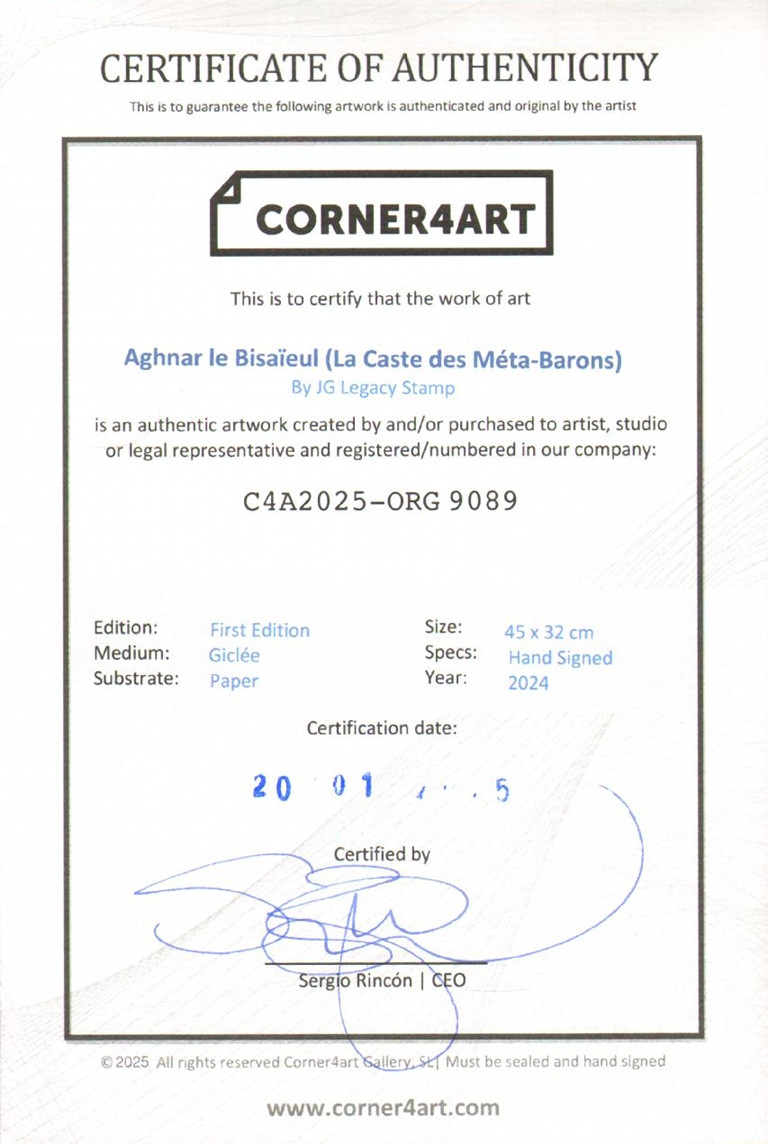 CERTIFICATE OF AUTHENTICITY
This is to guarantee the following artwork is authenticated and original by the artist
CORNER4ART
This is to certify that the work of art
Aghnar le Bisaïeul (La Caste des Méta-Barons)
By JG Legacy Stamp
is an authentic artwork created by and/or purchased to artist, studio
or legal representative and registered/numbered in our company:
C4A2025-ORG 9089
Edition: First Edition Size: 45 x 32 cm
Medium: Giclée Specs: Hand Signed
Substrate: Paper Year: 2024
Certification date:
20 01 5
Certified by
Sergio Rincón | CEO
© 2025 All rights reserved Corner4art Gallery, SL| Must be sealed and hand signed
www.corner4art.com